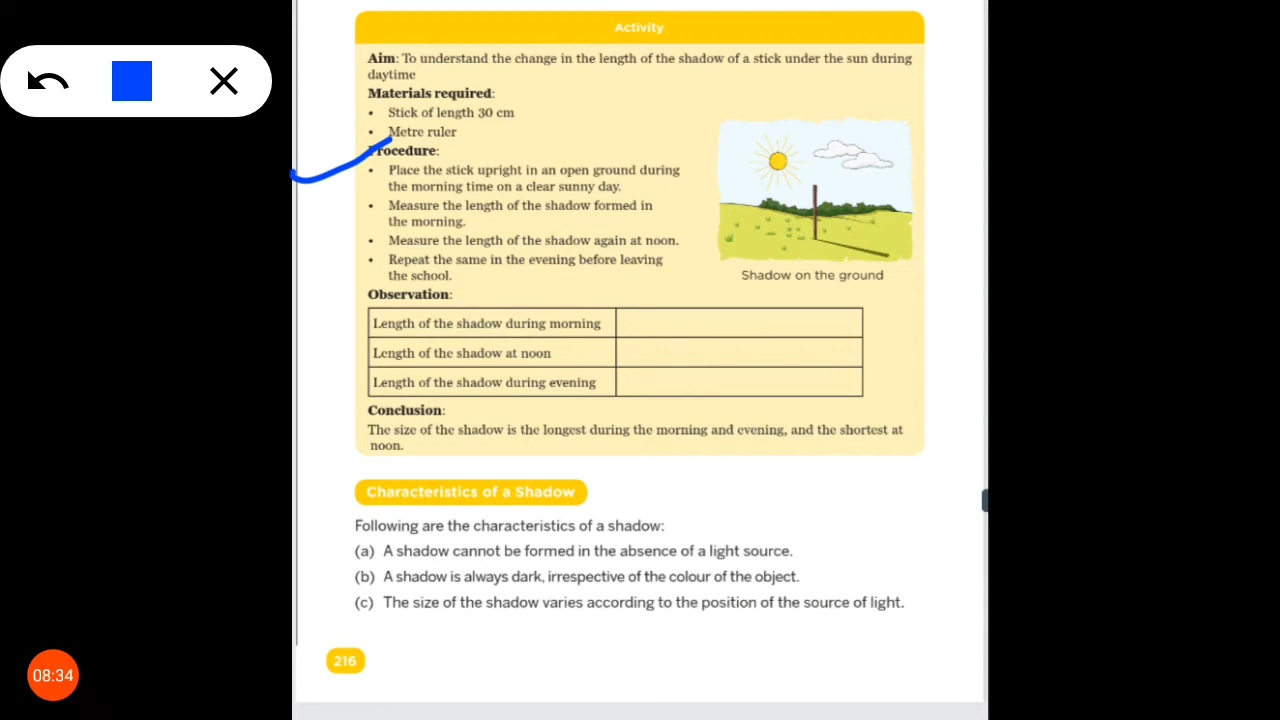 Activity
Aim: To understand the change in the length of the shadow of a stick under the sun during
daytime
Materials required:
• Stick of length 30 cm
• Metre ruler
Procedure:
• Place the stick upright in an open ground during
the morning time on a clear sunny day.
• Measure the length of the shadow formed in
the morning.
• Measure the length of the shadow again at noon.
• Repeat the same in the evening before leaving
the school.
Shadow on the ground
Observation:
Length of the shadow during morning
Length of the shadow at noon
Length of the shadow during evening
Conclusion:
The size of the shadow is the longest during the morning and evening, and the shortest at
noon.
Characteristics of a Shadow
Following are the characteristics of a shadow:
(a) A shadow cannot be formed in the absence of a light source.
(b) A shadow is always dark, irrespective of the colour of the object.
(c) The size of the shadow varies according to the position of the source of light.
216
08:34